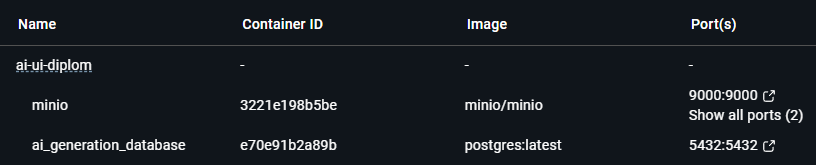 Name Container ID Image Port(s)
ai-ui-diplom - - -
minio 3221e198b5be minio/minio 9000:9000
Show all ports (2)
ai_generation_database e70e91b2a89b postgres:latest 5432:5432